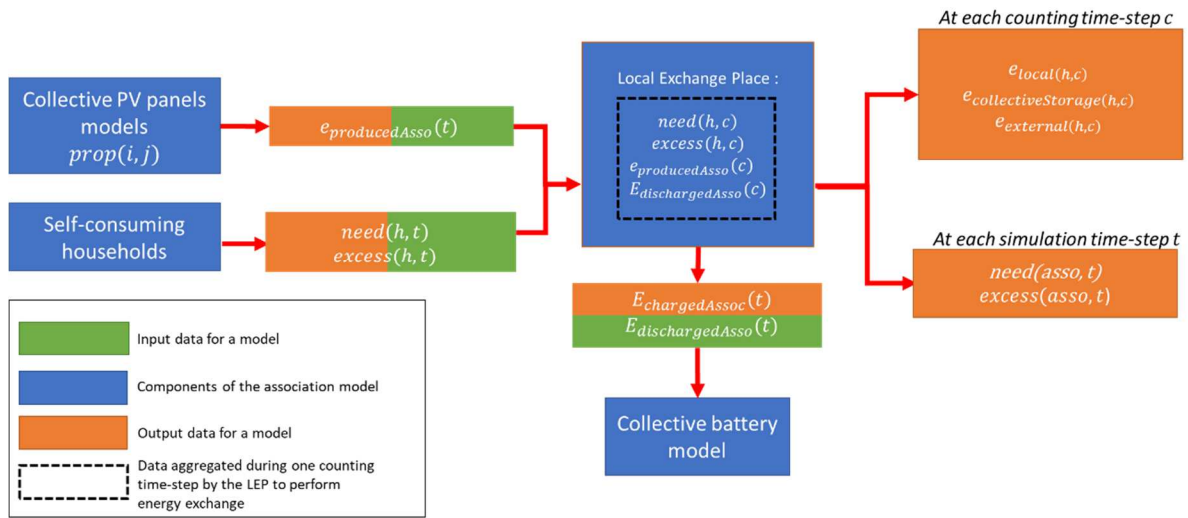 Collective PV panels
models
prop(i, j)
Self-consuming
households
e_producedAsso(t)
need(h, t)
excess(h, t)
Local Exchange Place :
need(h, c)
excess(h, c)
e_producedAsso(c)
E_dischargedAsso(c)
E_chargedAssoc(t)
E_dischargedAsso(t)
Collective battery
model
At each counting time-step c
e_local(h,c)
e_collectiveStorage(h,c)
e_external(h,c)
At each simulation time-step t
need(asso, t)
excess(asso, t)
Input data for a model
Components of the association model
Output data for a model
Data aggregated during one counting
time-step by the LEP to perform
energy exchange